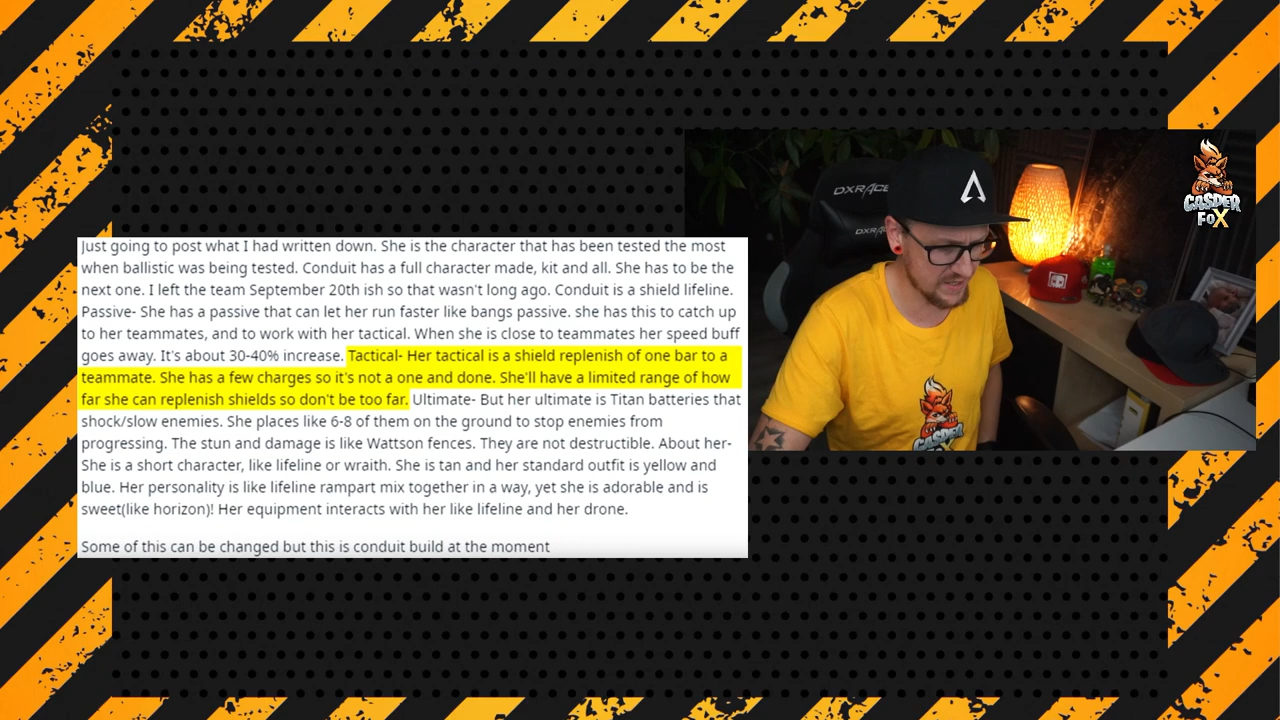 Just going to post what I had written down. She is the character that has been tested the most
when ballistic was being tested. Conduit has a full character made, kit and all. She has to be the
next one. I left the team September 20th ish so that wasn't long ago. Conduit is a shield lifeline.
Passive- She has a passive that can let her run faster like bangs passive. she has this to catch up
to her teammates, and to work with her tactical. When she is close to teammates her speed buff
goes away. It's about 30-40% increase. Tactical- Her tactical is a shield replenish of one bar to a
teammate. She has a few charges so it's not a one and done. She'll have a limited range of how
far she can replenish shields so don't be too far. Ultimate- But her ultimate is Titan batteries that
shock/slow enemies. She places like 6-8 of them on the ground to stop enemies from
progressing. The stun and damage is like Wattson fences. They are not destructible. About her-
She is a short character, like lifeline or wraith. She is tan and her standard outfit is yellow and
blue. Her personality is like lifeline rampart mix together in a way, yet she is adorable and is
sweet(like horizon)! Her equipment interacts with her like lifeline and her drone.
Some of this can be changed but this is conduit build at the moment
DXRACE
CASPER
FOX
CASPER